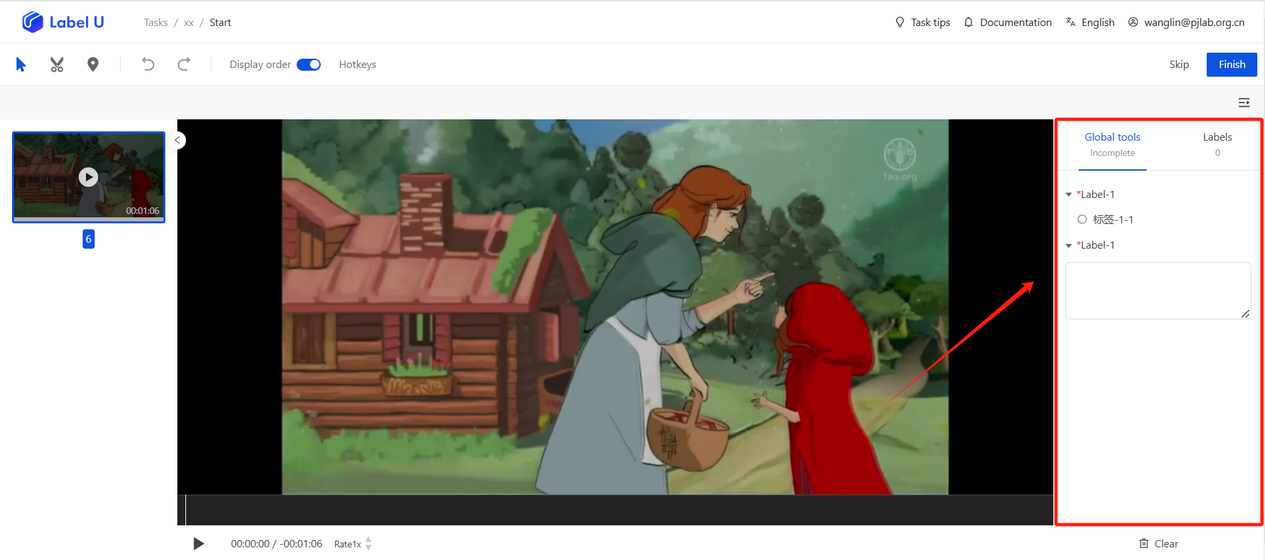 Label U
Tasks / xx / Start
Task tips
Documentation
English
wanglin@pjlab.org.cn
Display order
Hotkeys
Skip
Finish
00:01:06
6
FAO
fao.org
Global tools
Incomplete
Labels
0
*Label-1
标签-1-1
*Label-1
00:00:00 / -00:01:06
Rate1x
Clear